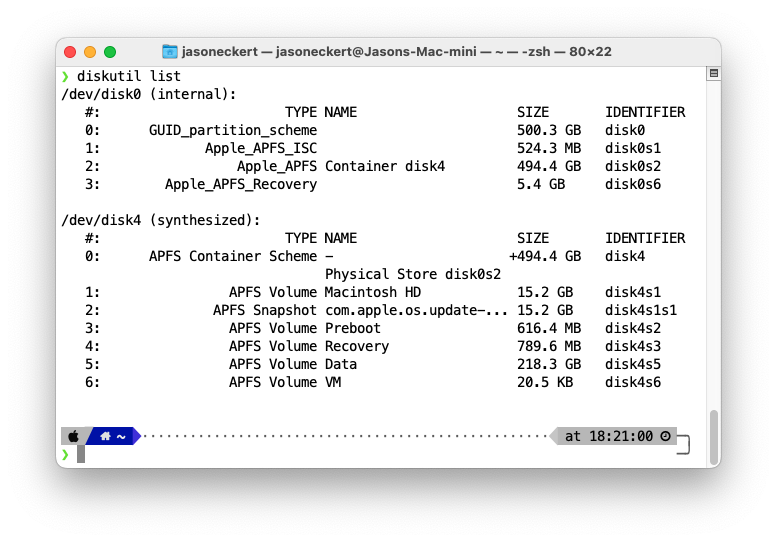 jasoneckert — jasoneckert@Jasons-Mac-mini — ~ — -zsh — 80×22
❯ diskutil list
/dev/disk0 (internal):
   #:                       TYPE NAME                    SIZE       IDENTIFIER
   0:      GUID_partition_scheme                         500.3 GB   disk0
   1:             Apple_APFS_ISC                         524.3 MB   disk0s1
   2:                 Apple_APFS Container disk4         494.4 GB   disk0s2
   3:        Apple_APFS_Recovery                         5.4 GB     disk0s6
/dev/disk4 (synthesized):
   #:                       TYPE NAME                    SIZE       IDENTIFIER
   0:      APFS Container Scheme -                      +494.4 GB   disk4
                                 Physical Store disk0s2
   1:                APFS Volume Macintosh HD            15.2 GB    disk4s1
   2:              APFS Snapshot com.apple.os.update-... 15.2 GB    disk4s1s1
   3:                APFS Volume Preboot                 616.4 MB   disk4s2
   4:                APFS Volume Recovery                789.6 MB   disk4s3
   5:                APFS Volume Data                    218.3 GB   disk4s5
   6:                APFS Volume VM                      20.5 KB    disk4s6
~ at 18:21:00
❯